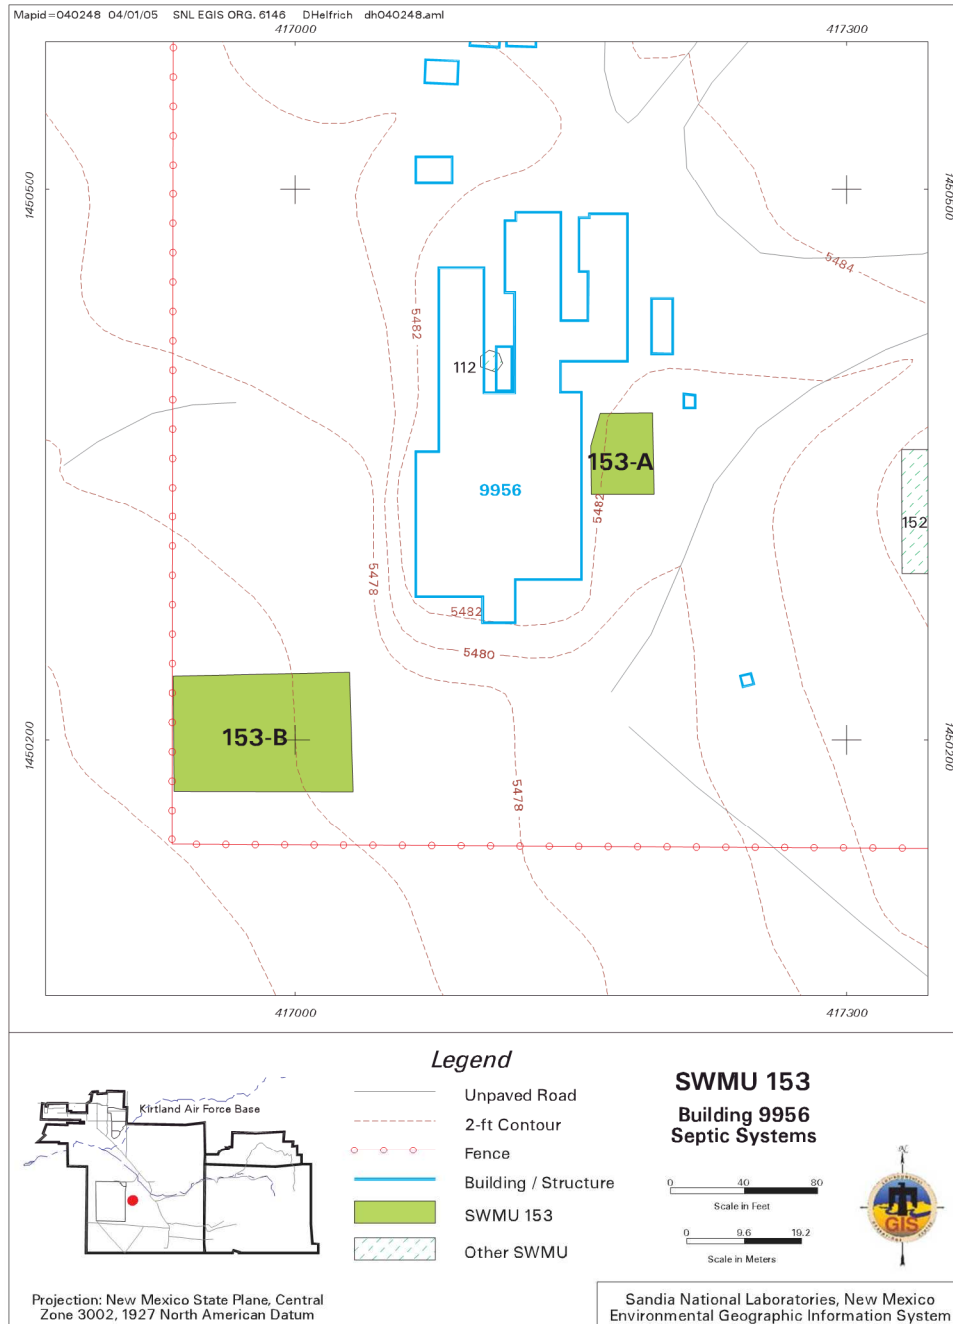 Mapid=040248 04/01/05 SNL EGIS ORG. 6146 DHelfrich dh040248.aml
417000 417300
1450500 1450500
5484
5482
112
153-A
9956
5482
152
5478
5482
5480
153-B
1450200 1450200
5478
417000 417300
Legend
Kirtland Air Force Base
Unpaved Road
2-ft Contour
Fence
Building / Structure
SWMU 153
Other SWMU
SWMU 153
Building 9956
Septic Systems
0 40 80
Scale in Feet
0 9.6 19.2
Scale in Meters
N
GIS
Projection: New Mexico State Plane, Central
Zone 3002, 1927 North American Datum
Sandia National Laboratories, New Mexico
Environmental Geographic Information System